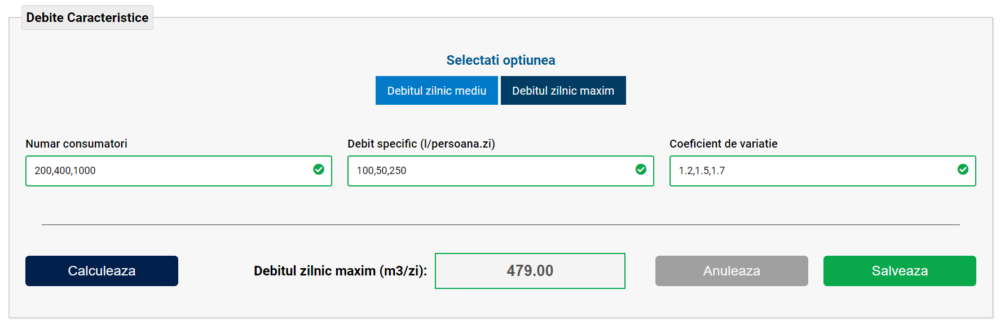 Debite Caracteristice
Selectati optiunea
Debitul zilnic mediu Debitul zilnic maxim
Numar consumatori Debit specific (l/persoana.zi) Coeficient de variatie
200,400,1000 100,50,250 1.2,1.5,1.7
Calculeaza Debitul zilnic maxim (m3/zi): 479.00 Anuleaza Salveaza